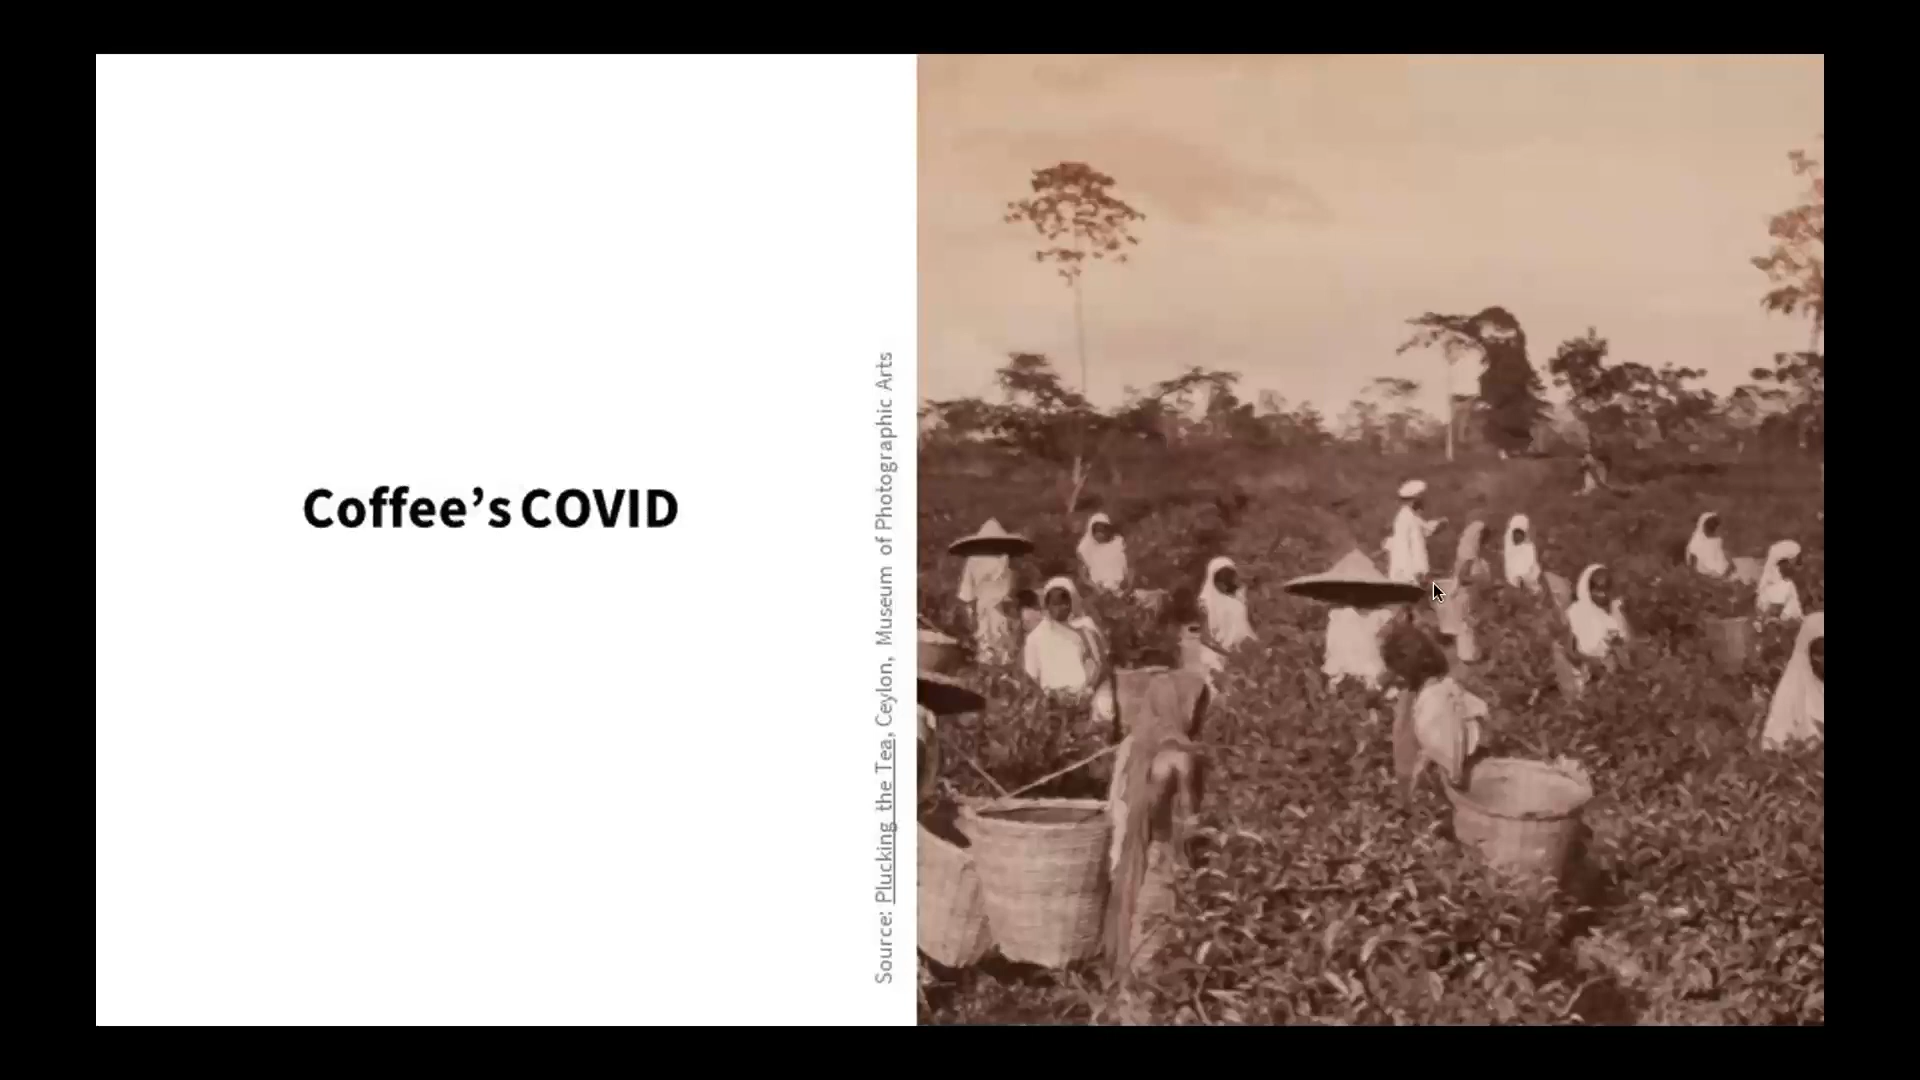 Coffee’s COVID
Source: Plucking the Tea, Ceylon, Museum of Photographic Arts